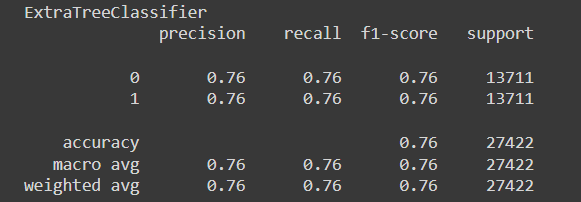 ExtraTreeClassifier
precision recall f1-score support
0 0.76 0.76 0.76 13711
1 0.76 0.76 0.76 13711
accuracy 0.76 27422
macro avg 0.76 0.76 0.76 27422
weighted avg 0.76 0.76 0.76 27422